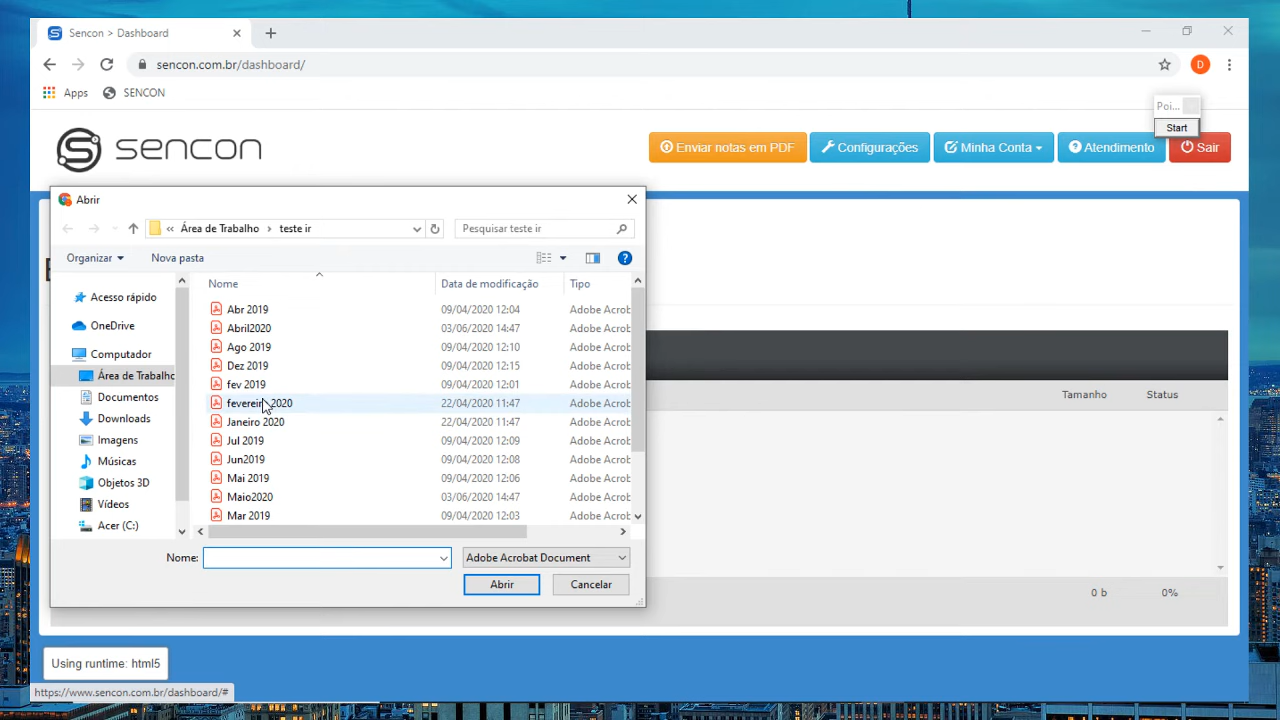 Sencon > Dashboard
sencon.com.br/dashboard/
D
Apps
SENCON
Poi...
Start
sencon
Enviar notas em PDF
Configurações
Minha Conta
Atendimento
Sair
Abrir
« Área de Trabalho > teste ir
Pesquisar teste ir
Organizar
Nova pasta
Nome
Data de modificação
Tipo
Acesso rápido
OneDrive
Computador
Área de Trabalho
Documentos
Downloads
Imagens
Músicas
Objetos 3D
Vídeos
Acer (C:)
Abr 2019 09/04/2020 12:04 Adobe Acrob
Abril2020 03/06/2020 14:47 Adobe Acrob
Ago 2019 09/04/2020 12:10 Adobe Acrob
Dez 2019 09/04/2020 12:15 Adobe Acrob
fev 2019 09/04/2020 12:01 Adobe Acrob
fevereiro 2020 22/04/2020 11:47 Adobe Acrob
Janeiro 2020 22/04/2020 11:47 Adobe Acrob
Jul 2019 09/04/2020 12:09 Adobe Acrob
Jun2019 09/04/2020 12:08 Adobe Acrob
Mai 2019 09/04/2020 12:06 Adobe Acrob
Maio2020 03/06/2020 14:47 Adobe Acrob
Mar 2019 09/04/2020 12:03 Adobe Acrob
Nome:
Adobe Acrobat Document
Abrir
Cancelar
Tamanho
Status
0 b
0%
Using runtime: html5
https://www.sencon.com.br/dashboard/#